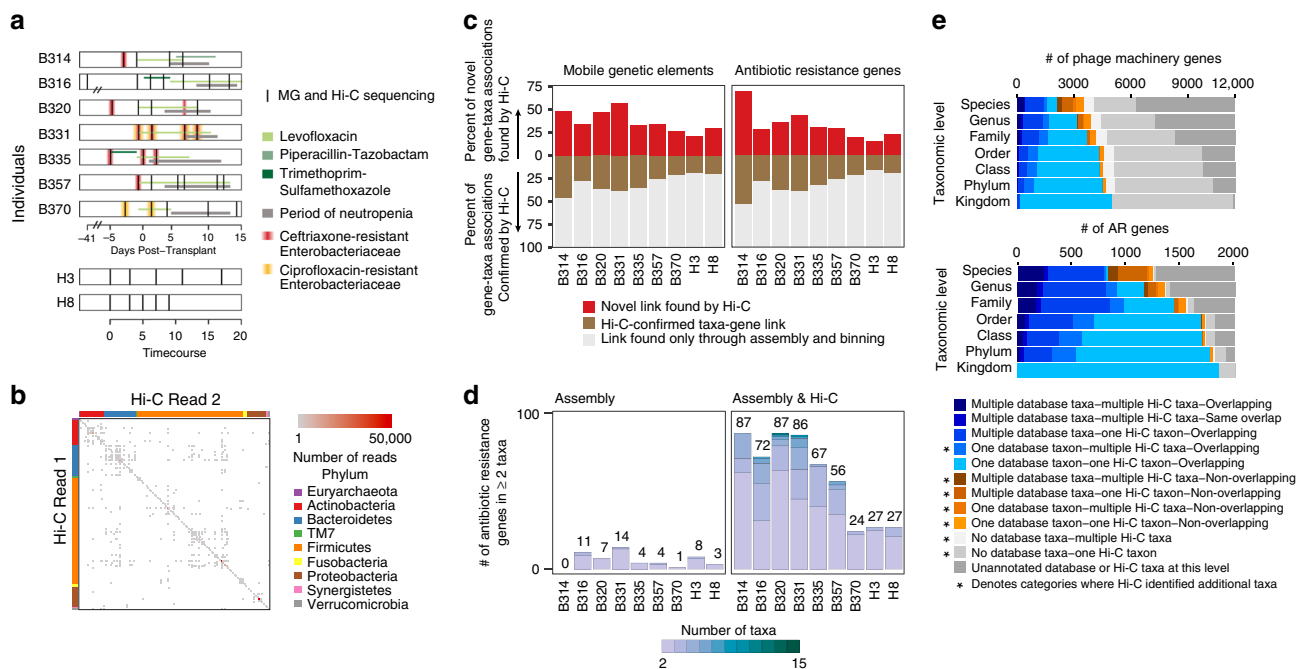 a
Individuals
B314
B316
B320
B331
B335
B357
B370
−41
−5
0
5
15
Days Post−Transplant
H3
H8
0
5
10
15
20
Timecourse
MG and Hi-C sequencing
Levofloxacin
Piperacillin-Tazobactam
Trimethoprim-
Sulfamethoxazole
Period of neutropenia
Ceftriaxone-resistant
Enterobacteriaceae
Ciprofloxacin-resistant
Enterobacteriaceae
b
Hi-C Read 2
Hi-C Read 1
1
50,000
Number of reads
Phylum
Euryarchaeota
Actinobacteria
Bacteroidetes
TM7
Firmicutes
Fusobacteria
Proteobacteria
Synergistetes
Verrucomicrobia
c
Mobile genetic elements
Antibiotic resistance genes
Percent of novel
gene-taxa associations
found by Hi-C
Percent of
gene-taxa associations
Confirmed by Hi-C
75
50
25
0
25
50
75
100
B314
B316
B320
B331
B335
B357
B370
H3
H8
B314
B316
B320
B331
B335
B357
B370
H3
H8
Novel link found by Hi-C
Hi-C-confirmed taxa-gene link
Link found only through assembly and binning
d
Assembly
Assembly & Hi-C
# of antibiotic resistance
genes in ≥ 2 taxa
100
0
0
11
7
14
4
4
1
8
3
87
72
87
86
67
56
24
27
27
B314
B316
B320
B331
B335
B357
B370
H3
H8
B314
B316
B320
B331
B335
B357
B370
H3
H8
Number of taxa
2
15
e
# of phage machinery genes
0
3000
6000
9000
12,000
Taxonomic level
Species
Genus
Family
Order
Class
Phylum
Kingdom
# of AR genes
0
500
1000
1500
2000
Taxonomic level
Species
Genus
Family
Order
Class
Phylum
Kingdom
Multiple database taxa−multiple Hi-C taxa−Overlapping
Multiple database taxa−multiple Hi-C taxa−Same overlap
Multiple database taxa−one Hi-C taxon−Overlapping
* One database taxon−multiple Hi-C taxa−Overlapping
One database taxon−one Hi-C taxon−Overlapping
* Multiple database taxa−multiple Hi-C taxa−Non-overlapping
* Multiple database taxa−one Hi-C taxon−Non-overlapping
* One database taxon−multiple Hi-C taxa−Non-overlapping
* One database taxon−one Hi-C taxon−Non-overlapping
* No database taxa−multiple Hi-C taxa
* No database taxa−one Hi-C taxon
Unannotated database or Hi-C taxa at this level
* Denotes categories where Hi-C identified additional taxa